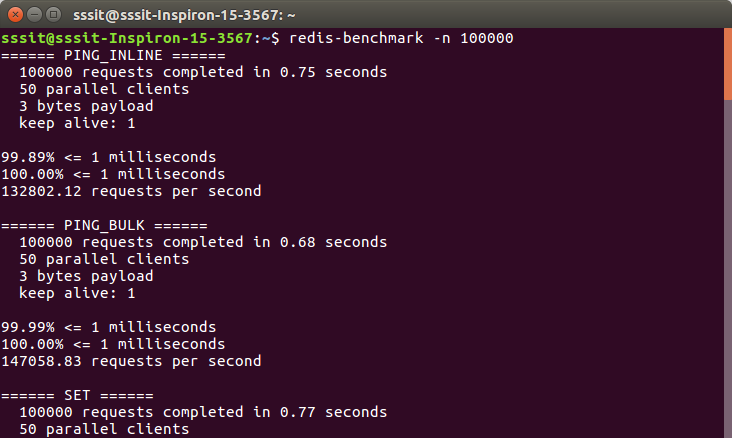 sssit@sssit-Inspiron-15-3567: ~
sssit@sssit-Inspiron-15-3567:~$ redis-benchmark -n 100000
====== PING_INLINE ======
  100000 requests completed in 0.75 seconds
  50 parallel clients
  3 bytes payload
  keep alive: 1

99.89% <= 1 milliseconds
100.00% <= 1 milliseconds
132802.12 requests per second

====== PING_BULK ======
  100000 requests completed in 0.68 seconds
  50 parallel clients
  3 bytes payload
  keep alive: 1

99.99% <= 1 milliseconds
100.00% <= 1 milliseconds
147058.83 requests per second

====== SET ======
  100000 requests completed in 0.77 seconds
  50 parallel clients